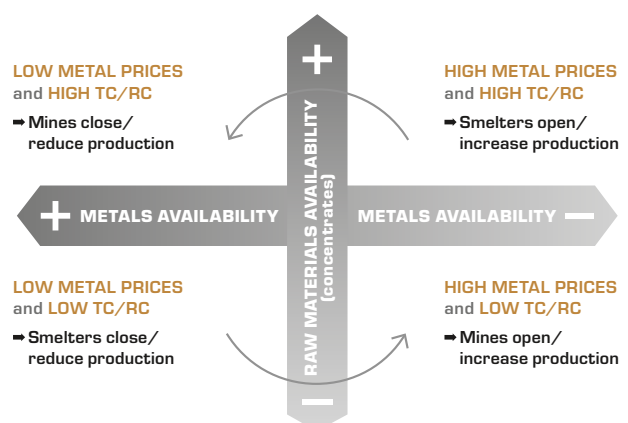 LOW METAL PRICES
and HIGH TC/RC
➡ Mines close/
reduce production
HIGH METAL PRICES
and HIGH TC/RC
➡ Smelters open/
increase production
+
RAW MATERIALS AVAILABILITY
(concentrates)
−
+ METALS AVAILABILITY
METALS AVAILABILITY −
LOW METAL PRICES
and LOW TC/RC
➡ Smelters close/
reduce production
HIGH METAL PRICES
and LOW TC/RC
➡ Mines open/
increase production